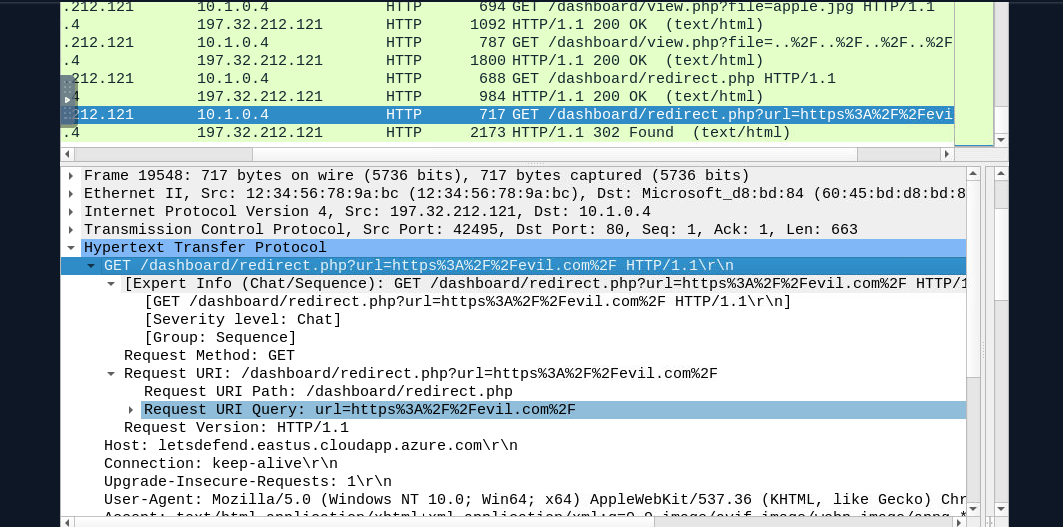 .212.121 10.1.0.4 HTTP 694 GET /dashboard/view.php?file=apple.jpg HTTP/1.1
.4 197.32.212.121 HTTP 1092 HTTP/1.1 200 OK (text/html)
.212.121 10.1.0.4 HTTP 787 GET /dashboard/view.php?file=..%2F..%2F..%2F..%2F
.4 197.32.212.121 HTTP 1800 HTTP/1.1 200 OK (text/html)
.212.121 10.1.0.4 HTTP 688 GET /dashboard/redirect.php HTTP/1.1
.4 197.32.212.121 HTTP 984 HTTP/1.1 200 OK (text/html)
.212.121 10.1.0.4 HTTP 717 GET /dashboard/redirect.php?url=https%3A%2F%2Fevi
.4 197.32.212.121 HTTP 2173 HTTP/1.1 302 Found (text/html)
Frame 19548: 717 bytes on wire (5736 bits), 717 bytes captured (5736 bits)
Ethernet II, Src: 12:34:56:78:9a:bc (12:34:56:78:9a:bc), Dst: Microsoft_d8:bd:84 (60:45:bd:d8:bd:8
Internet Protocol Version 4, Src: 197.32.212.121, Dst: 10.1.0.4
Transmission Control Protocol, Src Port: 42495, Dst Port: 80, Seq: 1, Ack: 1, Len: 663
Hypertext Transfer Protocol
GET /dashboard/redirect.php?url=https%3A%2F%2Fevil.com%2F HTTP/1.1\r\n
[Expert Info (Chat/Sequence): GET /dashboard/redirect.php?url=https%3A%2F%2Fevil.com%2F HTTP/1
[GET /dashboard/redirect.php?url=https%3A%2F%2Fevil.com%2F HTTP/1.1\r\n]
[Severity level: Chat]
[Group: Sequence]
Request Method: GET
Request URI: /dashboard/redirect.php?url=https%3A%2F%2Fevil.com%2F
Request URI Path: /dashboard/redirect.php
Request URI Query: url=https%3A%2F%2Fevil.com%2F
Request Version: HTTP/1.1
Host: letsdefend.eastus.cloudapp.azure.com\r\n
Connection: keep-alive\r\n
Upgrade-Insecure-Requests: 1\r\n
User-Agent: Mozilla/5.0 (Windows NT 10.0; Win64; x64) AppleWebKit/537.36 (KHTML, like Gecko) Chr